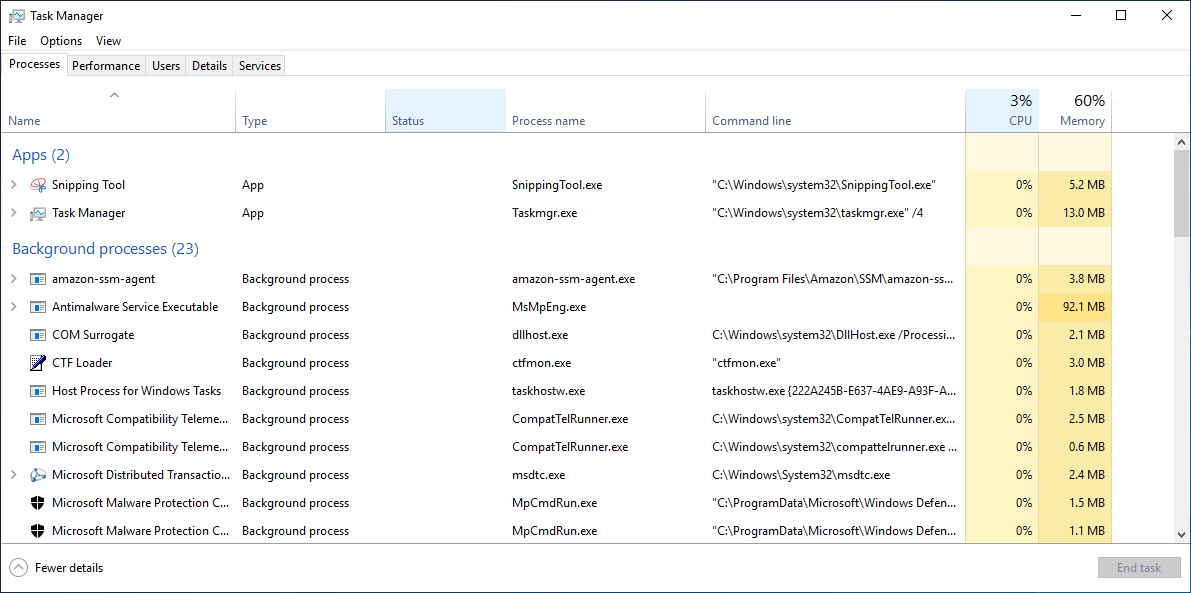 Task Manager
File Options View
Processes Performance Users Details Services
3% 60%
Name Type Status Process name Command line CPU Memory
Apps (2)
Snipping Tool App SnippingTool.exe "C:\Windows\system32\SnippingTool.exe" 0% 5.2 MB
Task Manager App Taskmgr.exe "C:\Windows\system32\taskmgr.exe" /4 0% 13.0 MB
Background processes (23)
amazon-ssm-agent Background process amazon-ssm-agent.exe "C:\Program Files\Amazon\SSM\amazon-ss... 0% 3.8 MB
Antimalware Service Executable Background process MsMpEng.exe 0% 92.1 MB
COM Surrogate Background process dllhost.exe C:\Windows\system32\DllHost.exe /Processi... 0% 2.1 MB
CTF Loader Background process ctfmon.exe "ctfmon.exe" 0% 3.0 MB
Host Process for Windows Tasks Background process taskhostw.exe taskhostw.exe {222A245B-E637-4AE9-A93F-A... 0% 1.8 MB
Microsoft Compatibility Teleme... Background process CompatTelRunner.exe C:\Windows\system32\CompatTelRunner.ex... 0% 2.5 MB
Microsoft Compatibility Teleme... Background process CompatTelRunner.exe C:\Windows\system32\compattelrunner.exe ... 0% 0.6 MB
Microsoft Distributed Transactio... Background process msdtc.exe C:\Windows\System32\msdtc.exe 0% 2.4 MB
Microsoft Malware Protection C... Background process MpCmdRun.exe "C:\ProgramData\Microsoft\Windows Defen... 0% 1.5 MB
Microsoft Malware Protection C... Background process MpCmdRun.exe "C:\ProgramData\Microsoft\Windows Defen... 0% 1.1 MB
Fewer details End task